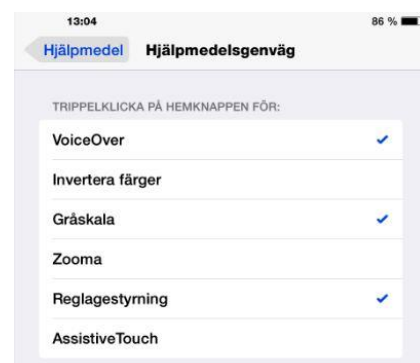 13:04
86 %
Hjälpmedel
Hjälpmedelsgenväg
TRIPPELKLICKA PÅ HEMKNAPPEN FÖR:
VoiceOver
Invertera färger
Gråskala
Zooma
Reglagestyrning
AssistiveTouch